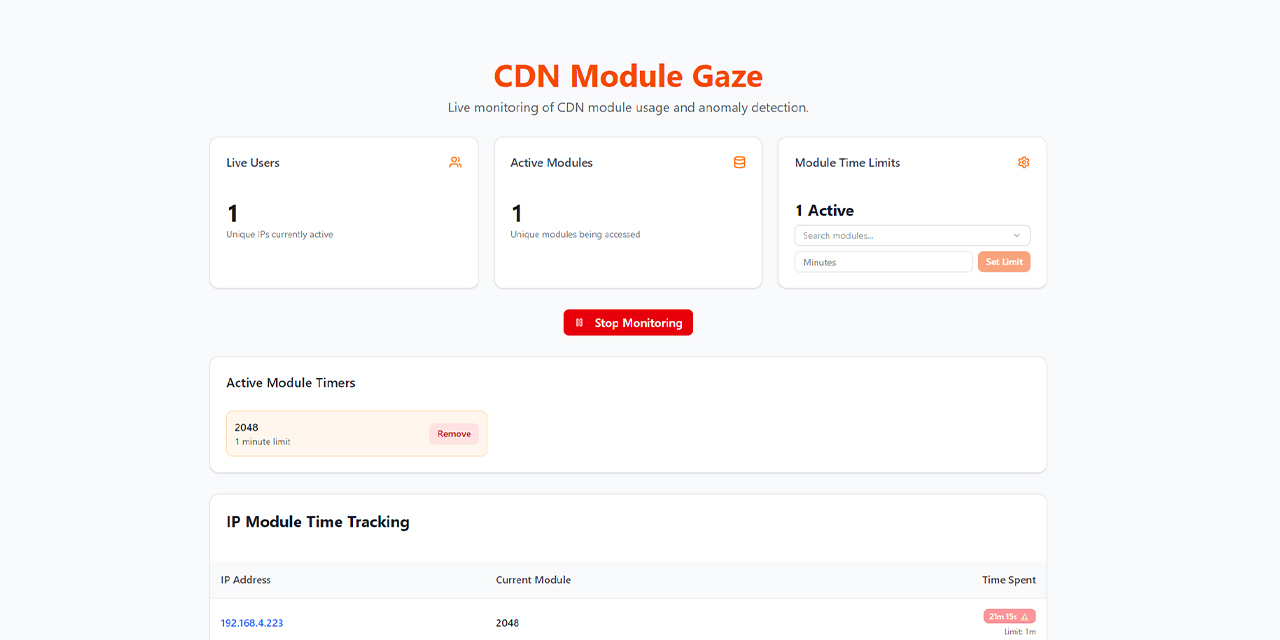 CDN Module Gaze
Live monitoring of CDN module usage and anomaly detection.
Live Users
1
Unique IPs currently active
Active Modules
1
Unique modules being accessed
Module Time Limits
1 Active
Search modules...
Minutes
Set Limit
Stop Monitoring
Active Module Timers
2048
1 minute limit
Remove
IP Module Time Tracking
IP Address Current Module Time Spent
192.168.4.223 2048 21m 15s
Limit: 1m